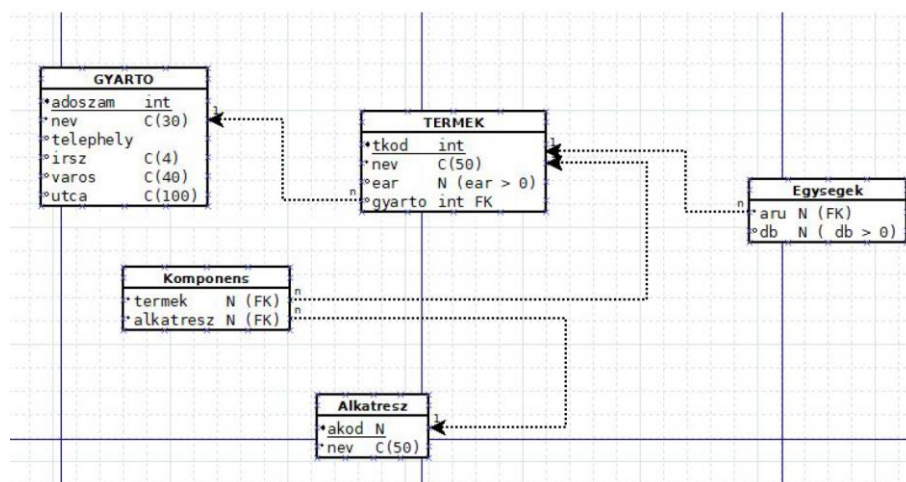 GYARTO
adoszam int
nev C(30)
telephely
irsz C(4)
varos C(40)
utca C(100)
1
n
TERMEK
tkod int
nev C(50)
ear N (ear > 0)
gyarto int FK
1
n
Egysegek
aru N (FK)
db N ( db > 0)
Komponens
termek N (FK)
alkatresz N (FK)
n
n
Alkatresz
akod N
nev C(50)
1